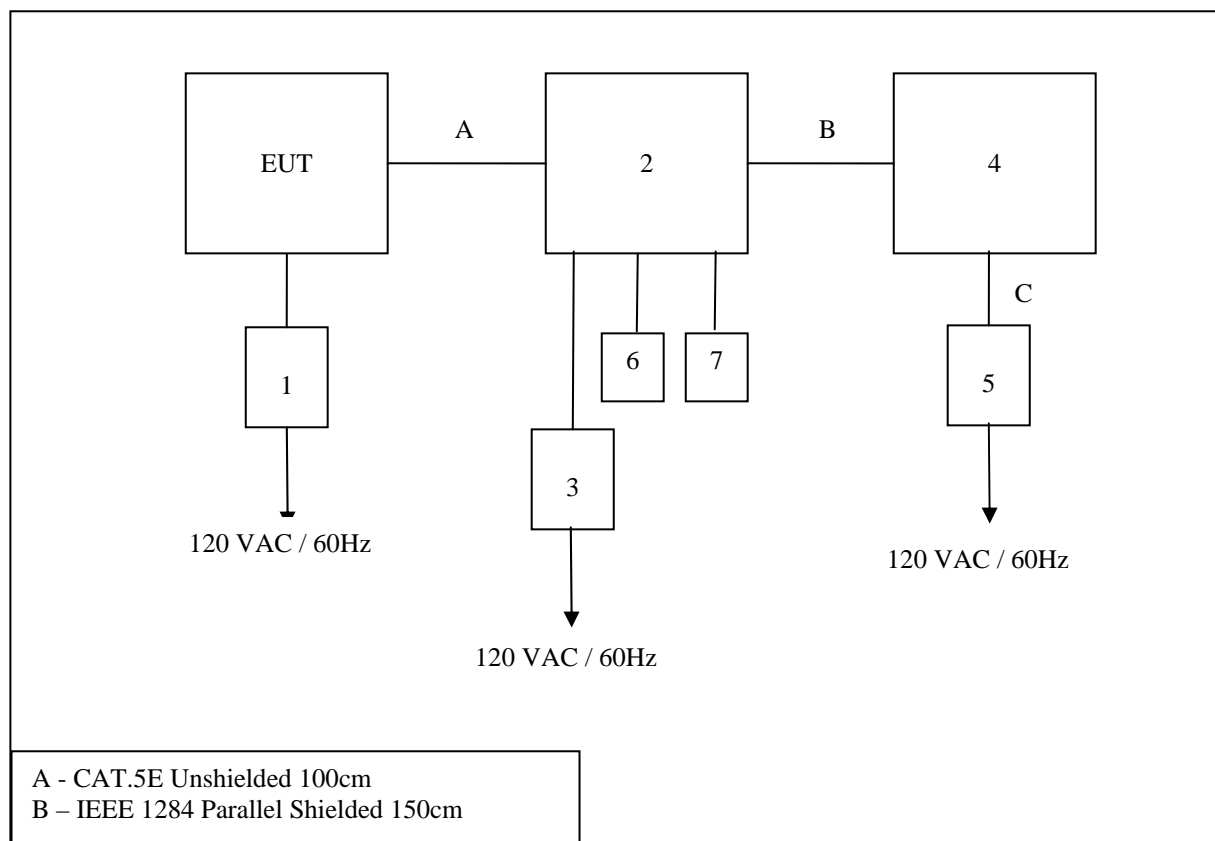 A
B
EUT
2
4
C
6
7
1
5
3
120 VAC / 60Hz
120 VAC / 60Hz
120 VAC / 60Hz
A - CAT.5E Unshielded 100cm
B – IEEE 1284 Parallel Shielded 150cm